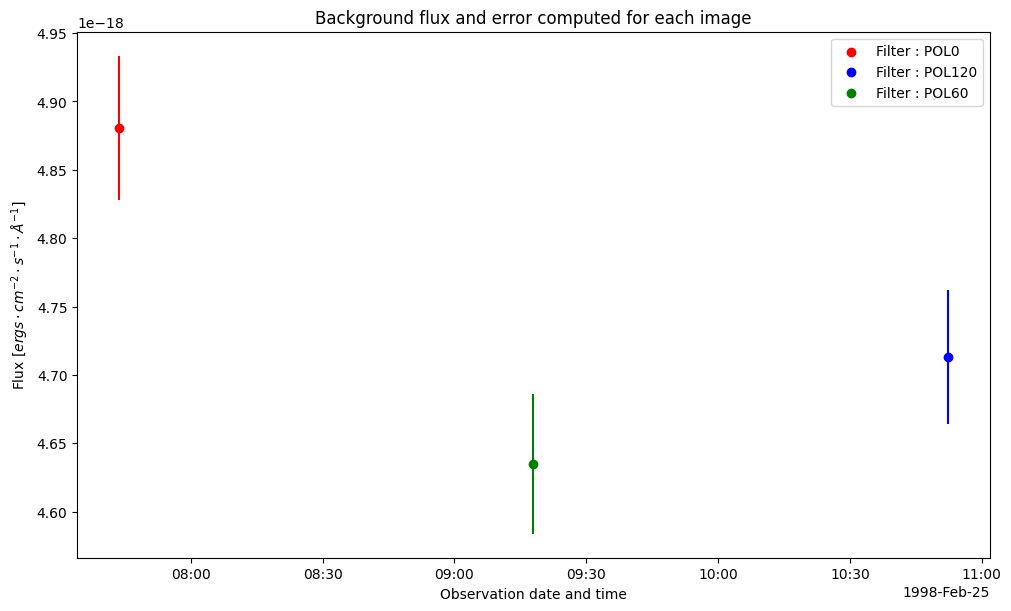 Background flux and error computed for each image
1e−18
4.95
4.90
4.85
4.80
4.75
4.70
4.65
4.60
Flux [ergs · cm⁻² · s⁻¹ · Å⁻¹]
Filter : POL0
Filter : POL120
Filter : POL60
08:00 08:30 09:00 09:30 10:00 10:30 11:00
1998-Feb-25
Observation date and time